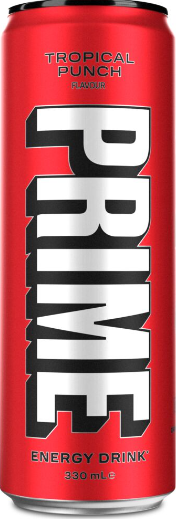 TROPICAL
PUNCH
FLAVOUR
PRIME
ENERGY DRINK
330 mL e